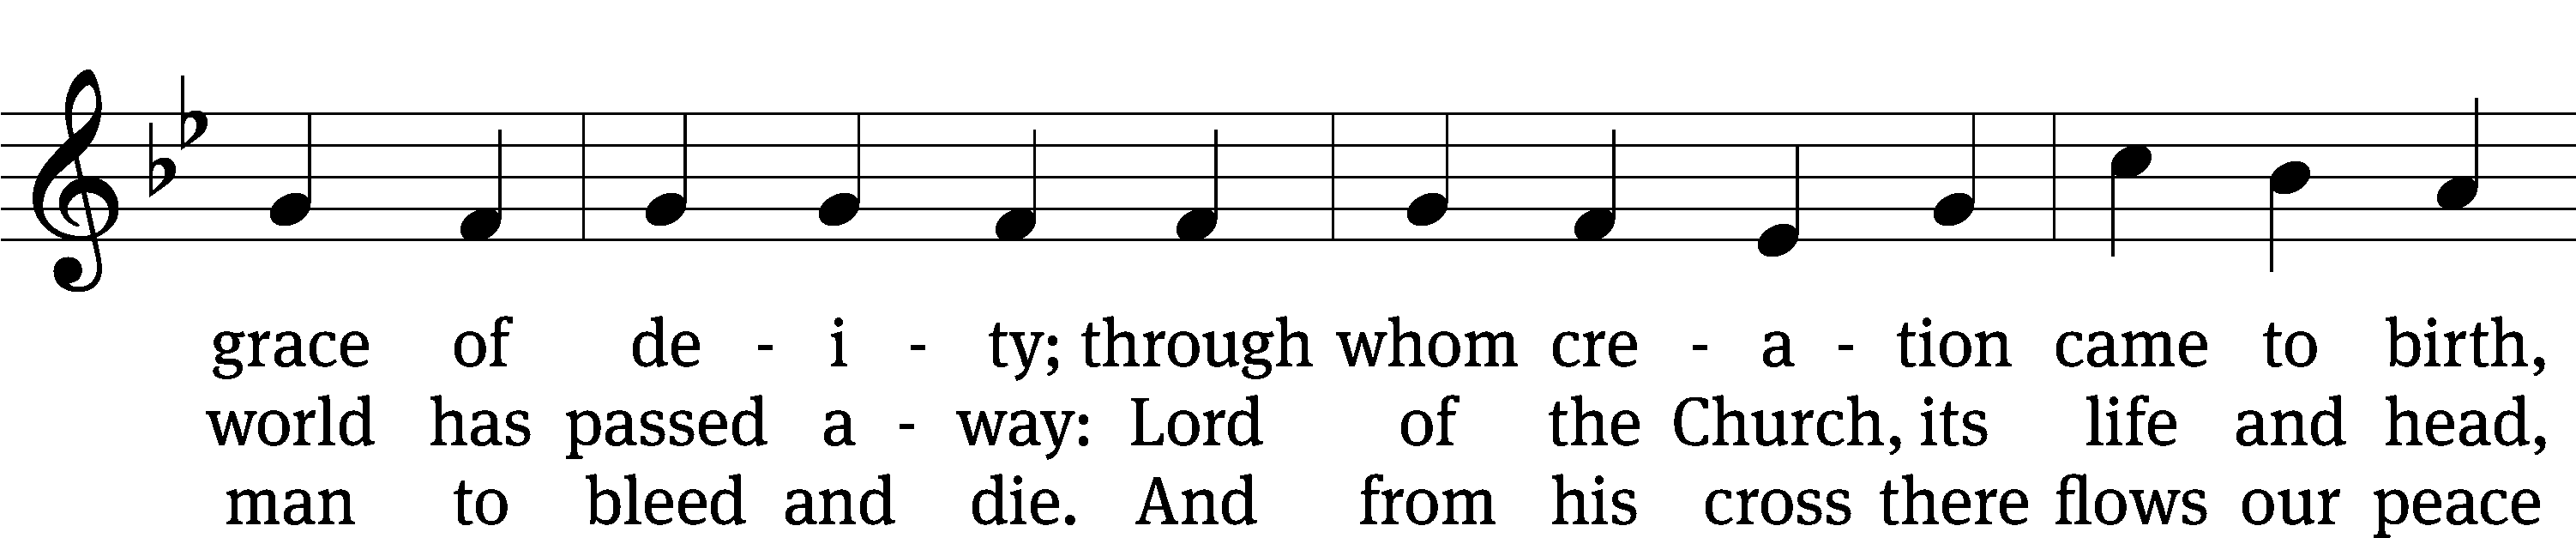 grace of de - i - ty; through whom cre - a - tion came to birth,
world has passed a - way: Lord of the Church, its life and head,
man to bleed and die. And from his cross there flows our peace